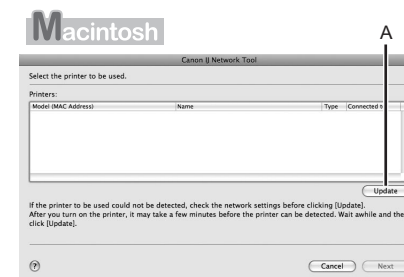 Macintosh
A
Canon IJ Network Tool
Select the printer to be used.
Printers:
Model (MAC Address) Name Type Connected t
Update
If the printer to be used could not be detected, check the network settings before clicking [Update].
After you turn on the printer, it may take a few minutes before the printer can be detected. Wait awhile and the
click [Update].
? Cancel Next